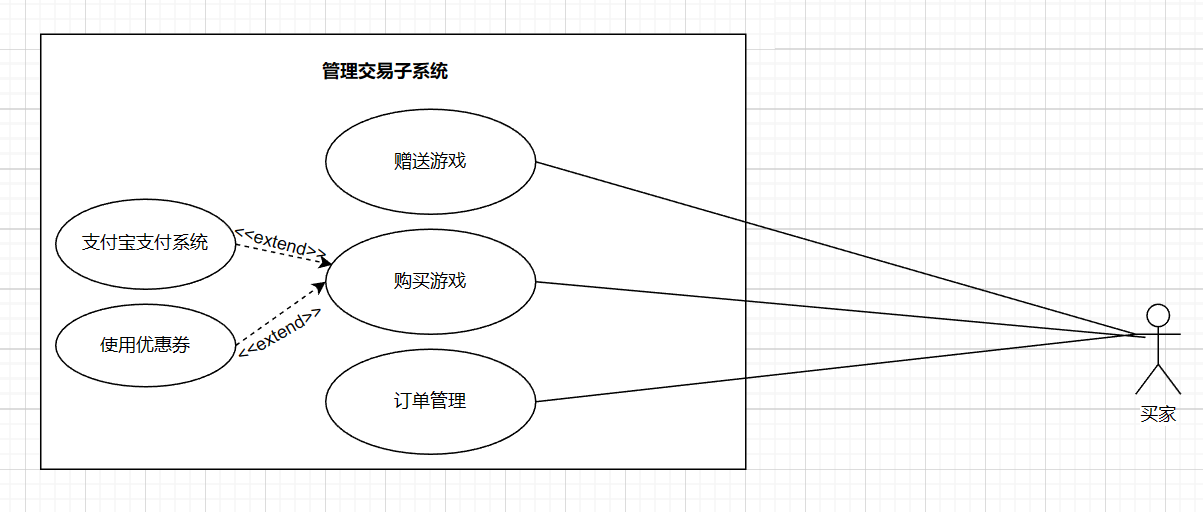 管理交易子系统
赠送游戏
支付宝支付系统
<<extend>>
购买游戏
使用优惠券
<<extend>>
订单管理
买家